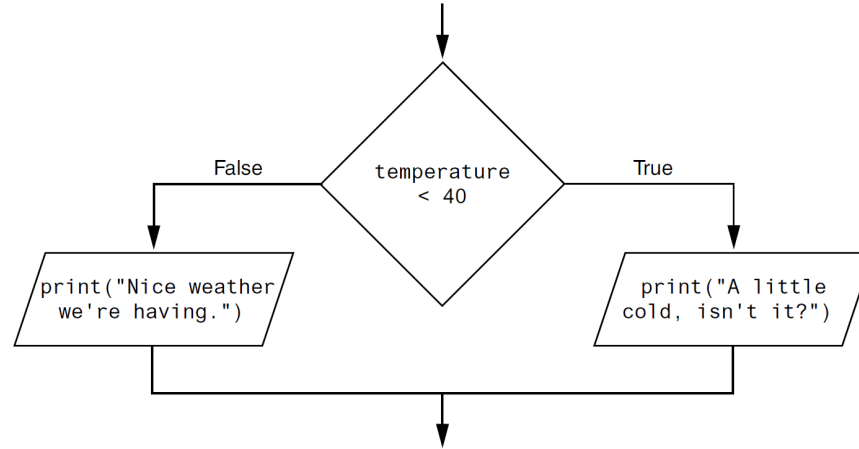 False
True
temperature
< 40
print("Nice weather
we're having.")
print("A little
cold, isn't it?")